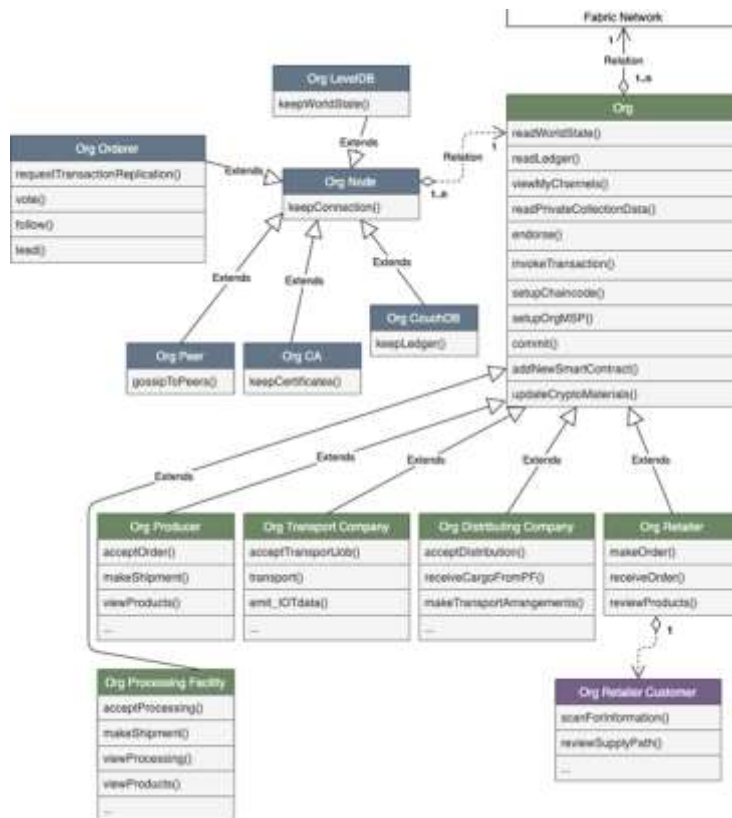 Fabric Network
1
Relation
1..n
Org
readWorldState()
readLedger()
viewMyChannels()
readPrivateCollectionData()
endorse()
invokeTransaction()
setupChaincode()
setupOrgMSP()
commit()
addNewSmartContract()
updateCryptoMaterials()
Org LevelDB
keepWorldState()
Extends
Org Orderer
requestTransactionReplication()
vote()
follow()
lead()
Extends
Org Node
keepConnection()
Relation
1
1..n
Extends
Extends
Extends
Org Peer
gossipToPeers()
Org CA
keepCertificates()
Org CouchDB
keepLedger()
Extends
Extends
Extends
Extends
Extends
Org Producer
acceptOrder()
makeShipment()
viewProducts()
...
Org Transport Company
acceptTransportJob()
transport()
emit_IOTdata()
...
Org Distributing Company
acceptDistribution()
receiveCargoFromPF()
makeTransportArrangements()
...
Org Retailer
makeOrder()
receiveOrder()
reviewProducts()
1
Org Processing Facility
acceptProcessing()
makeShipment()
viewProcessing()
viewProducts()
...
Org Retailer Customer
scanForInformation()
reviewSupplyPath()
...